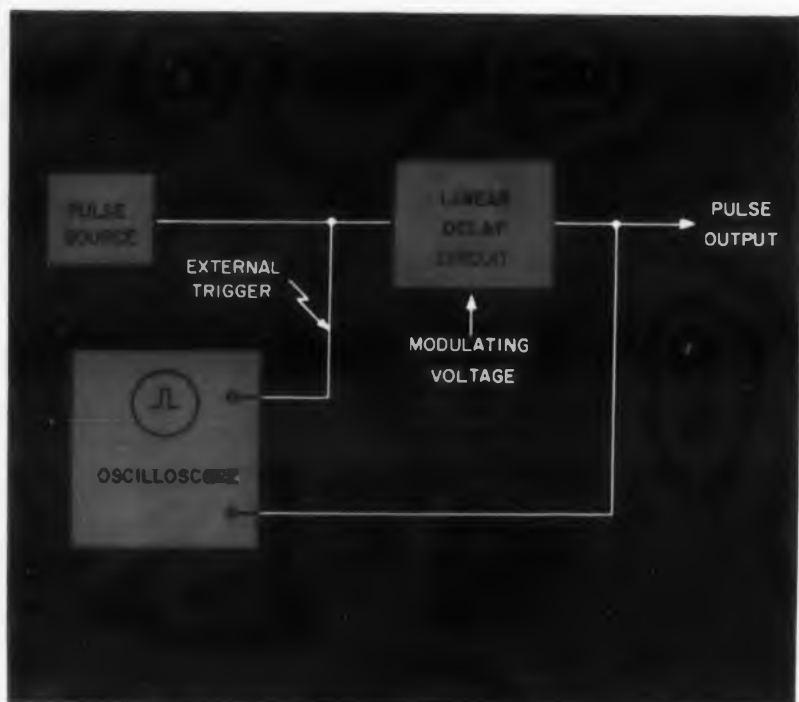 PULSE
SOURCE
LINEAR
DELAY
CIRCUIT
PULSE
OUTPUT
EXTERNAL
TRIGGER
MODULATING
VOLTAGE
OSCILLOSCOPE